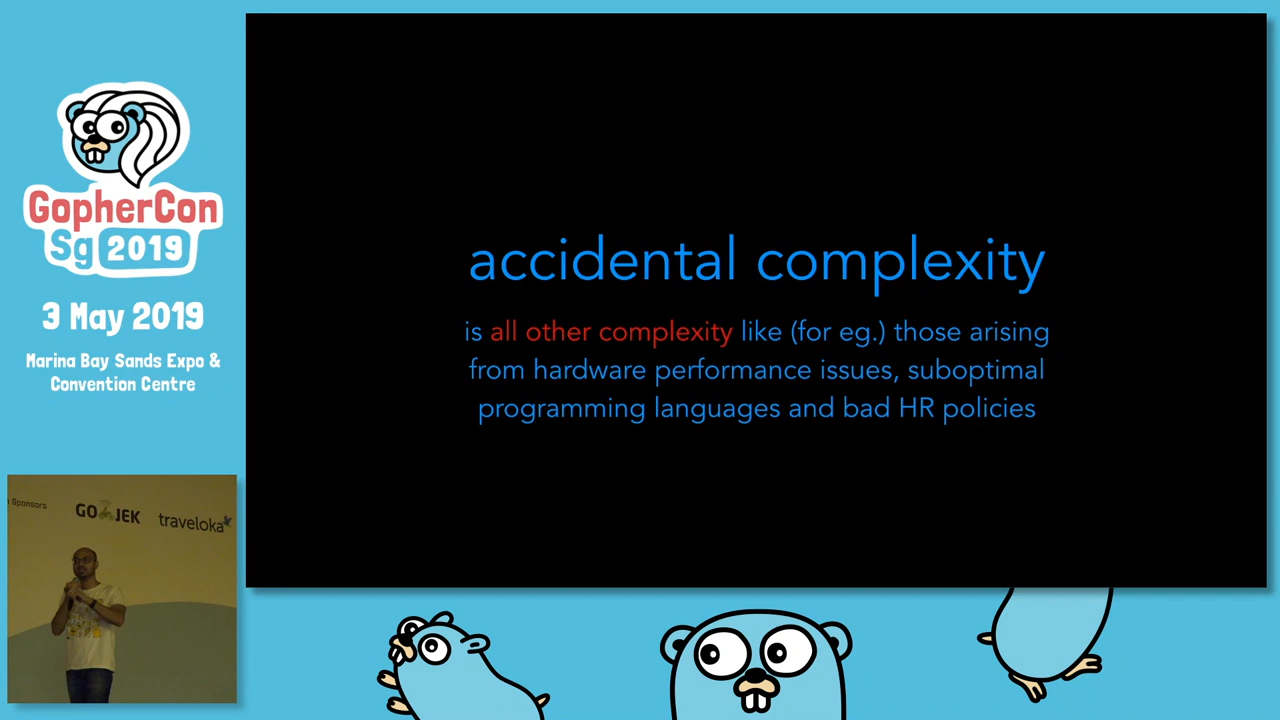 GopherCon
Sg 2019
3 May 2019
Marina Bay Sands Expo &
Convention Centre
accidental complexity
is all other complexity like (for eg.) those arising
from hardware performance issues, suboptimal
programming languages and bad HR policies
Sponsors
GOJEK
traveloka